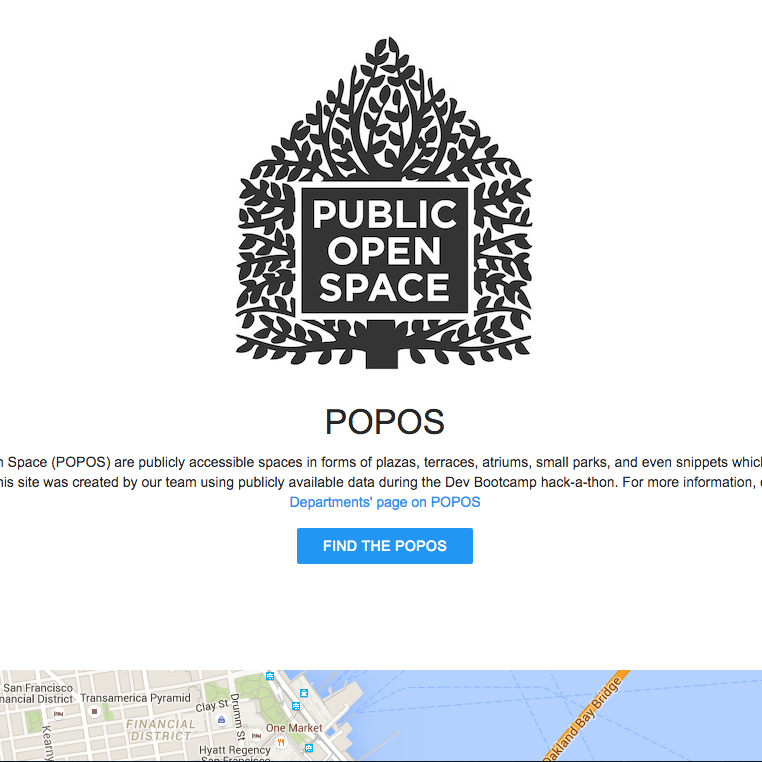 PUBLIC
OPEN
SPACE
POPOS
Space (POPOS) are publicly accessible spaces in forms of plazas, terraces, atriums, small parks, and even snippets which
his site was created by our team using publicly available data during the Dev Bootcamp hack-a-thon. For more information,
Departments' page on POPOS
FIND THE POPOS
San Francisco
nancial District
Transamerica Pyramid
Clay St
Drumm St
One Market
FINANCIAL
DISTRICT
Kearny
Hyatt Regency
San Francisco
Oakland Bay Bridge